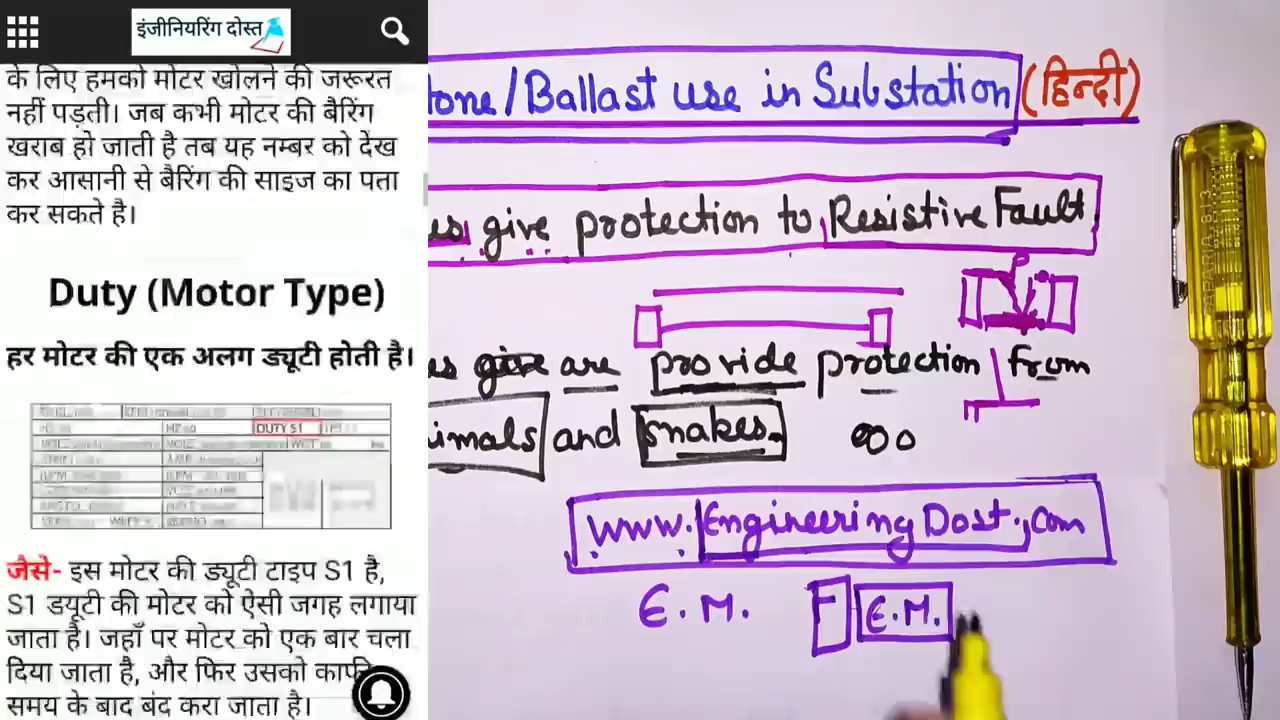 इंजीनियरिंग दोस्त
के लिए हमको मोटर खोलने की जरूरत
नहीं पड़ती। जब कभी मोटर की बैरिंग
खराब हो जाती है तब यह नम्बर को देख
कर आसानी से बैरिंग की साइज का पता
कर सकते है।
Duty (Motor Type)
हर मोटर की एक अलग ड्यूटी होती है।
DUTY S1
जैसे- इस मोटर की ड्यूटी टाइप S1 है,
S1 डयूटी की मोटर को ऐसी जगह लगाया
जाता है। जहाँ पर मोटर को एक बार चला
दिया जाता है, और फिर उसको काफी
समय के बाद बंद करा जाता है।
tone/Ballast use in Substation (हिन्दी)
es give protection to Resistive Fault
es are provide protection from
imals and snakes.
www.EngineeringDost.com
E.M. F E.M.